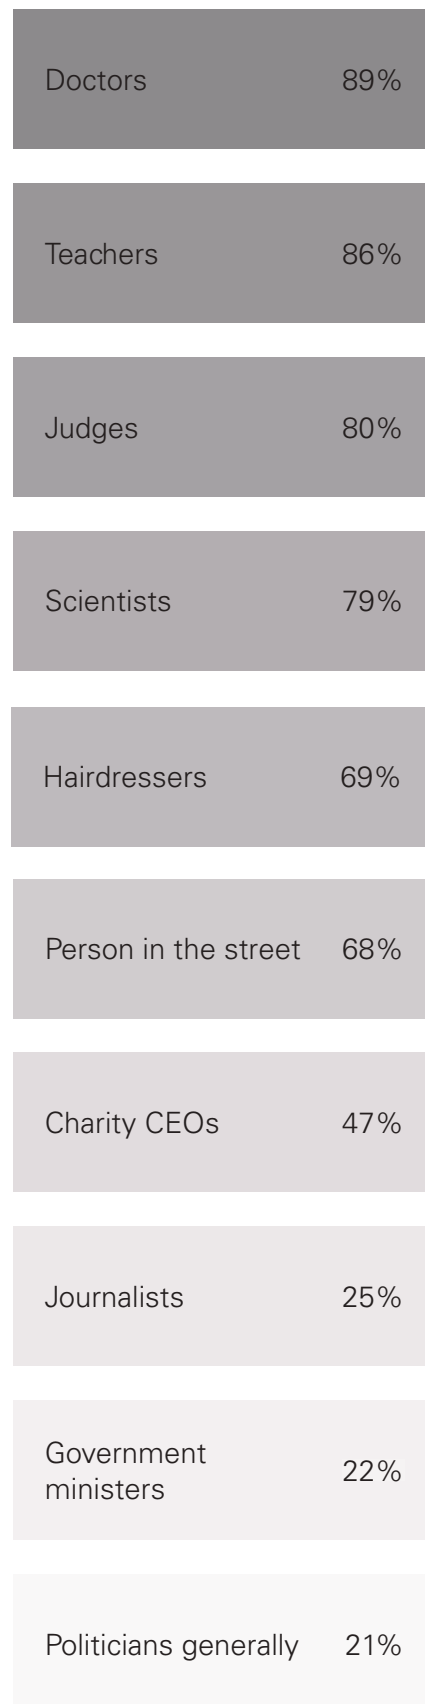 Doctors 89%
Teachers 86%
Judges 80%
Scientists 79%
Hairdressers 69%
Person in the street 68%
Charity CEOs 47%
Journalists 25%
Government
ministers 22%
Politicians generally 21%